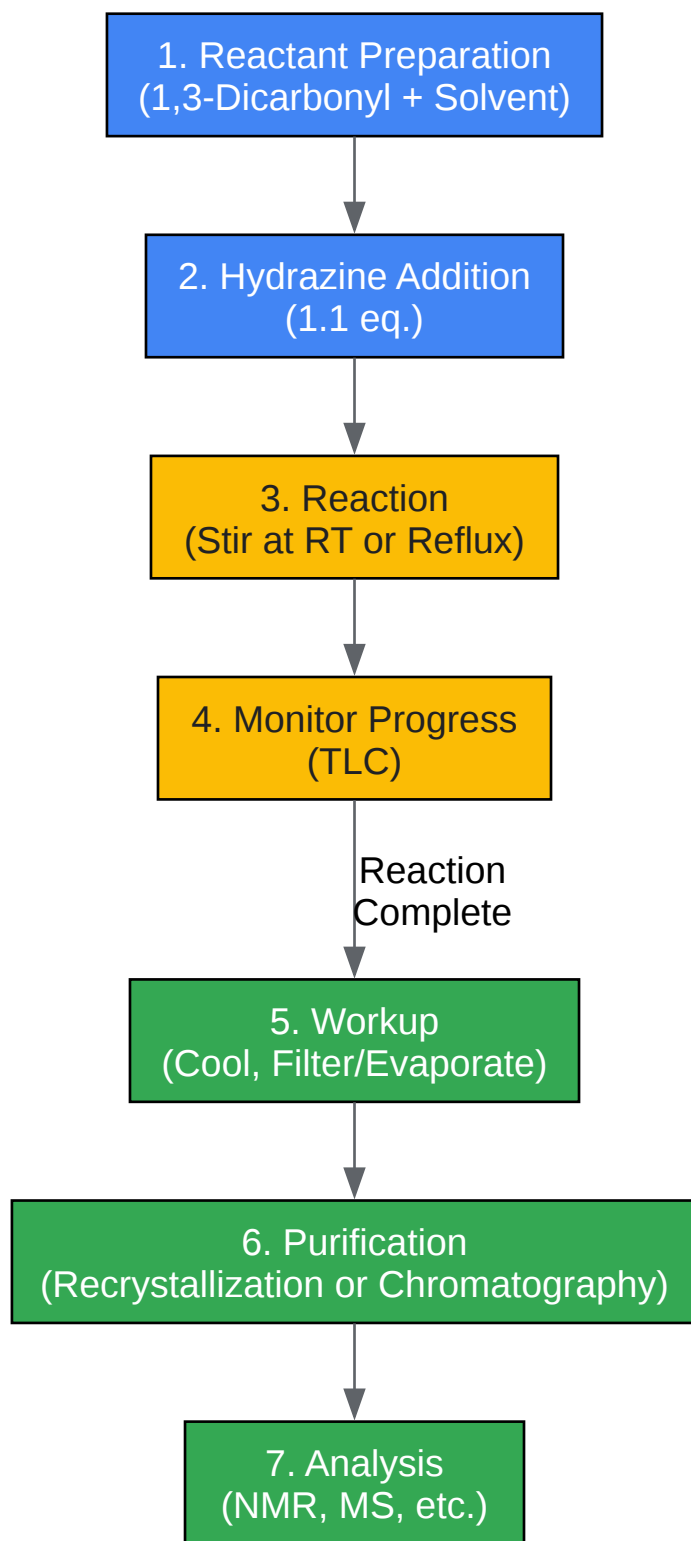 1. Reactant Preparation
(1,3-Dicarbonyl + Solvent)
2. Hydrazine Addition
(1.1 eq.)
3. Reaction
(Stir at RT or Reflux)
4. Monitor Progress
(TLC)
Reaction
Complete
5. Workup
(Cool, Filter/Evaporate)
6. Purification
(Recrystallization or Chromatography)
7. Analysis
(NMR, MS, etc.)